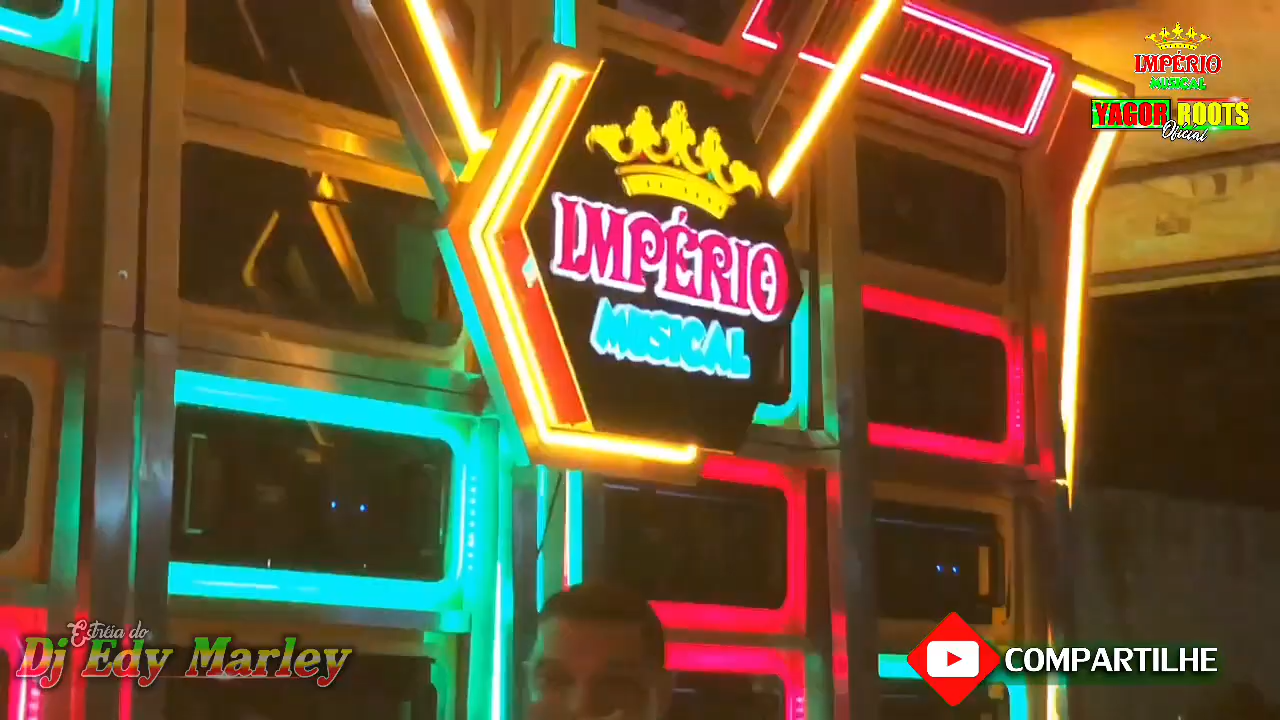 IMPÉRIO
MUSICAL
YAGOR ROOTS
Oficial
IMPÉRIO
MUSICAL
Estréia do
Dj Edy Marley
COMPARTILHE